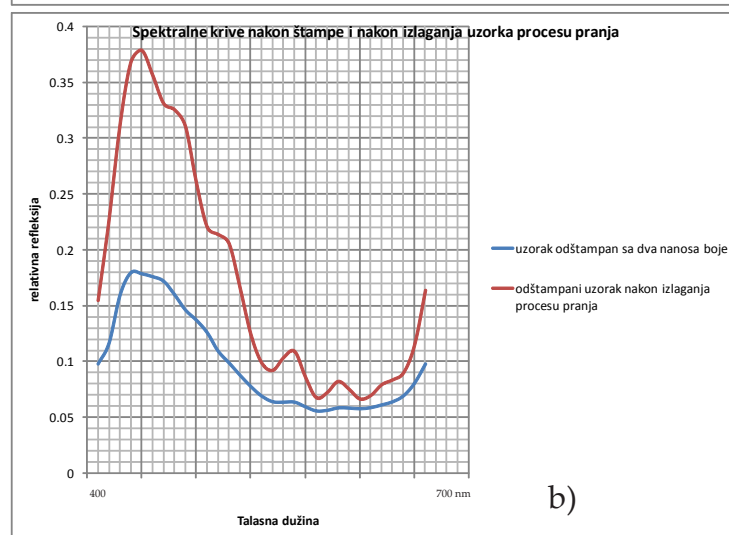 Spektralne krive nakon štampe i nakon izlaganja uzorka procesu pranja
0.4
0.35
0.3
0.25
0.2
0.15
0.1
0.05
0
relativna refleksija
400
700 nm
Talasna dužina
uzorak odštampan sa dva nanosa boje
odštampani uzorak nakon izlaganja
procesu pranja
b)